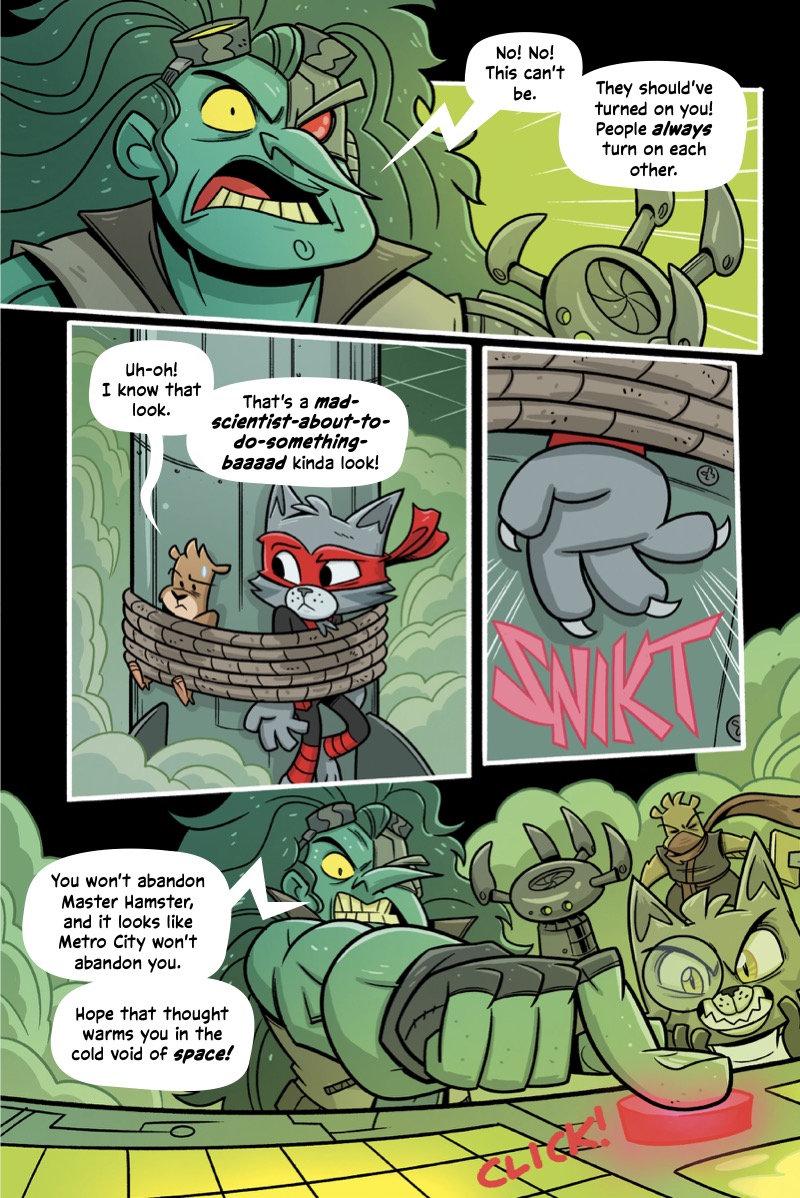 No! No!
This can't
be.
They should've
turned on you!
People always
turn on each
other.
Uh-oh!
I know that
look.
That's a mad-
scientist-about-to-
do-something-
baaaad kinda look!
SNIKT
You won't abandon
Master Hamster,
and it looks like
Metro City won't
abandon you.
Hope that thought
warms you in the
cold void of space!
CLICK!